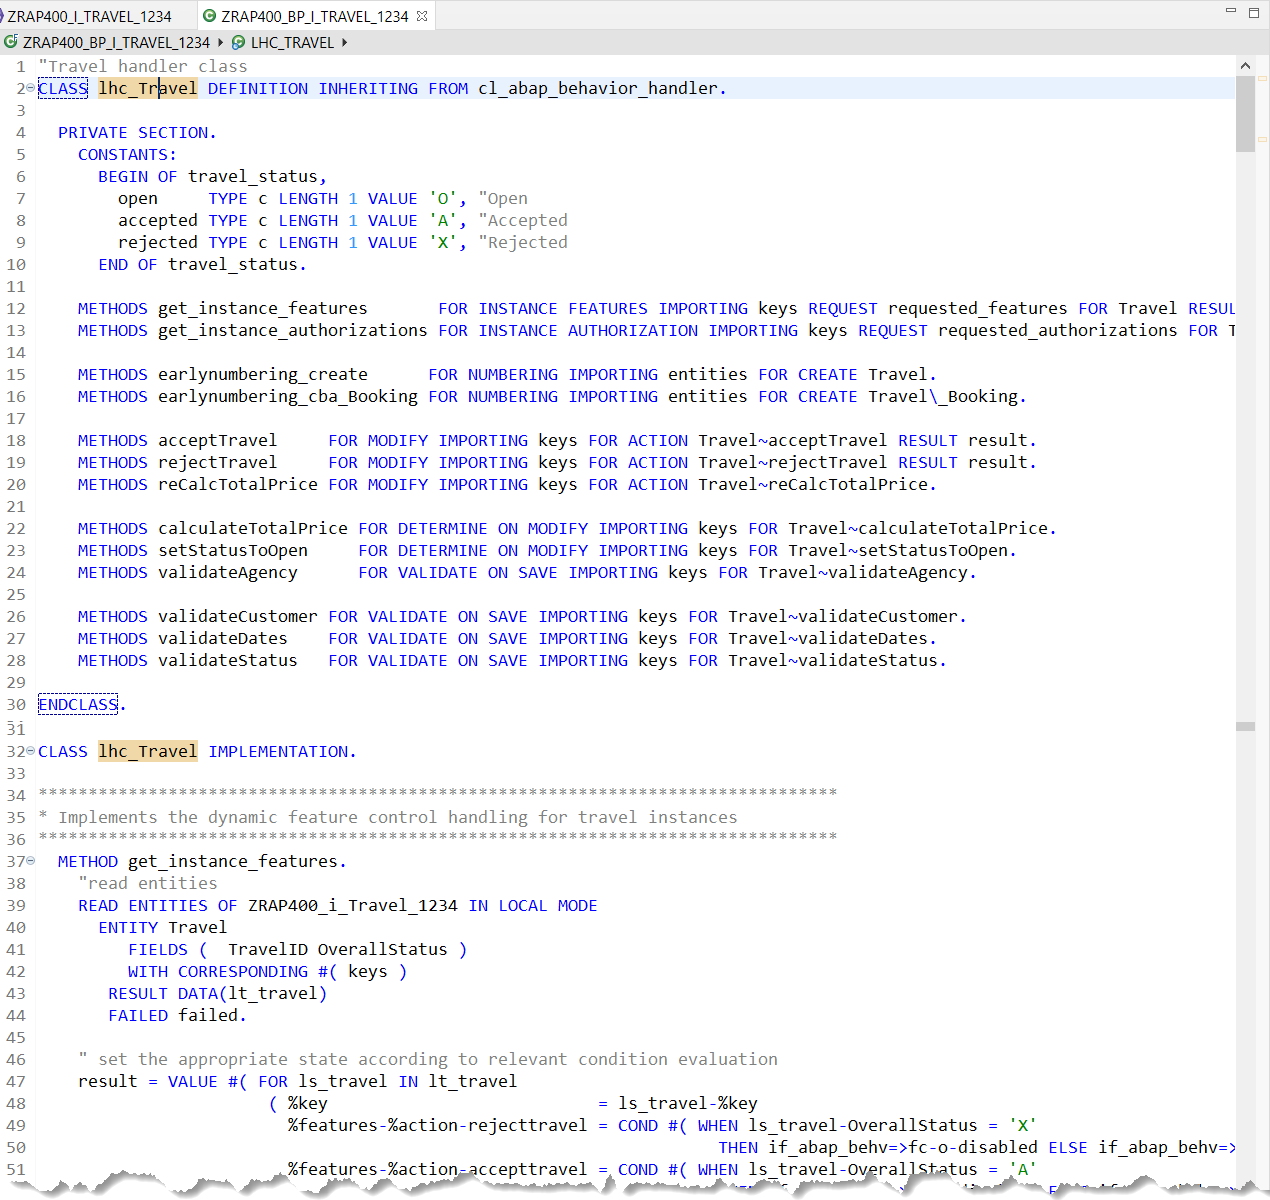 ZRAP400_I_TRAVEL_1234 ZRAP400_BP_I_TRAVEL_1234
ZRAP400_BP_I_TRAVEL_1234 LHC_TRAVEL
1 "Travel handler class
2 CLASS lhc_Travel DEFINITION INHERITING FROM cl_abap_behavior_handler.
3
4 PRIVATE SECTION.
5 CONSTANTS:
6 BEGIN OF travel_status,
7 open TYPE c LENGTH 1 VALUE 'O', "Open
8 accepted TYPE c LENGTH 1 VALUE 'A', "Accepted
9 rejected TYPE c LENGTH 1 VALUE 'X', "Rejected
10 END OF travel_status.
11
12 METHODS get_instance_features FOR INSTANCE FEATURES IMPORTING keys REQUEST requested_features FOR Travel RESUL
13 METHODS get_instance_authorizations FOR INSTANCE AUTHORIZATION IMPORTING keys REQUEST requested_authorizations FOR T
14
15 METHODS earlynumbering_create FOR NUMBERING IMPORTING entities FOR CREATE Travel.
16 METHODS earlynumbering_cba_Booking FOR NUMBERING IMPORTING entities FOR CREATE Travel\_Booking.
17
18 METHODS acceptTravel FOR MODIFY IMPORTING keys FOR ACTION Travel~acceptTravel RESULT result.
19 METHODS rejectTravel FOR MODIFY IMPORTING keys FOR ACTION Travel~rejectTravel RESULT result.
20 METHODS reCalcTotalPrice FOR MODIFY IMPORTING keys FOR ACTION Travel~reCalcTotalPrice.
21
22 METHODS calculateTotalPrice FOR DETERMINE ON MODIFY IMPORTING keys FOR Travel~calculateTotalPrice.
23 METHODS setStatusToOpen FOR DETERMINE ON MODIFY IMPORTING keys FOR Travel~setStatusToOpen.
24 METHODS validateAgency FOR VALIDATE ON SAVE IMPORTING keys FOR Travel~validateAgency.
25
26 METHODS validateCustomer FOR VALIDATE ON SAVE IMPORTING keys FOR Travel~validateCustomer.
27 METHODS validateDates FOR VALIDATE ON SAVE IMPORTING keys FOR Travel~validateDates.
28 METHODS validateStatus FOR VALIDATE ON SAVE IMPORTING keys FOR Travel~validateStatus.
29
30 ENDCLASS.
31
32 CLASS lhc_Travel IMPLEMENTATION.
33
34 ********************************************************************************
35 * Implements the dynamic feature control handling for travel instances
36 ********************************************************************************
37 METHOD get_instance_features.
38 "read entities
39 READ ENTITIES OF ZRAP400_i_Travel_1234 IN LOCAL MODE
40 ENTITY Travel
41 FIELDS ( TravelID OverallStatus )
42 WITH CORRESPONDING #( keys )
43 RESULT DATA(lt_travel)
44 FAILED failed.
45
46 " set the appropriate state according to relevant condition evaluation
47 result = VALUE #( FOR ls_travel IN lt_travel
48 ( %key = ls_travel-%key
49 %features-%action-rejecttravel = COND #( WHEN ls_travel-OverallStatus = 'X'
50 THEN if_abap_behv=>fc-o-disabled ELSE if_abap_behv=>
51 %features-%action-accepttravel = COND #( WHEN ls_travel-OverallStatus = 'A'